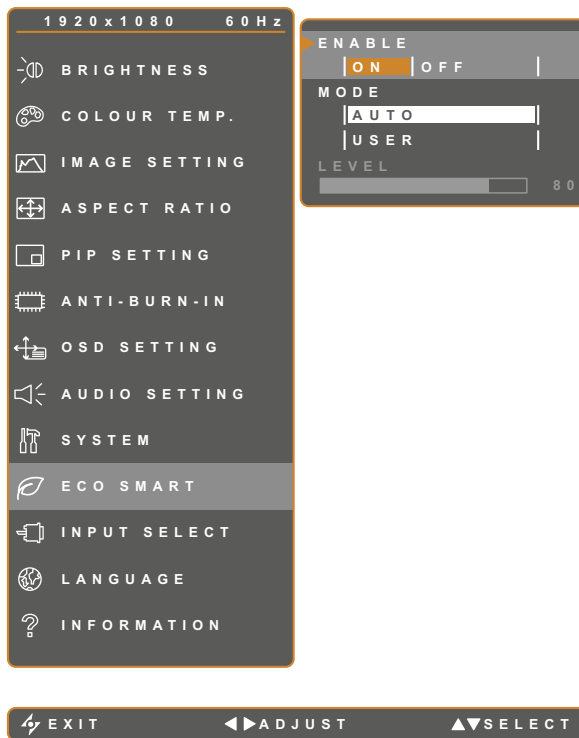 1920x1080 60Hz
BRIGHTNESS
COLOUR TEMP.
IMAGE SETTING
ASPECT RATIO
PIP SETTING
ANTI-BURN-IN
OSD SETTING
AUDIO SETTING
SYSTEM
ECO SMART
INPUT SELECT
LANGUAGE
INFORMATION
ENABLE
ON OFF
MODE
AUTO
USER
LEVEL
80
EXIT ◀▶ADJUST ▲▼SELECT